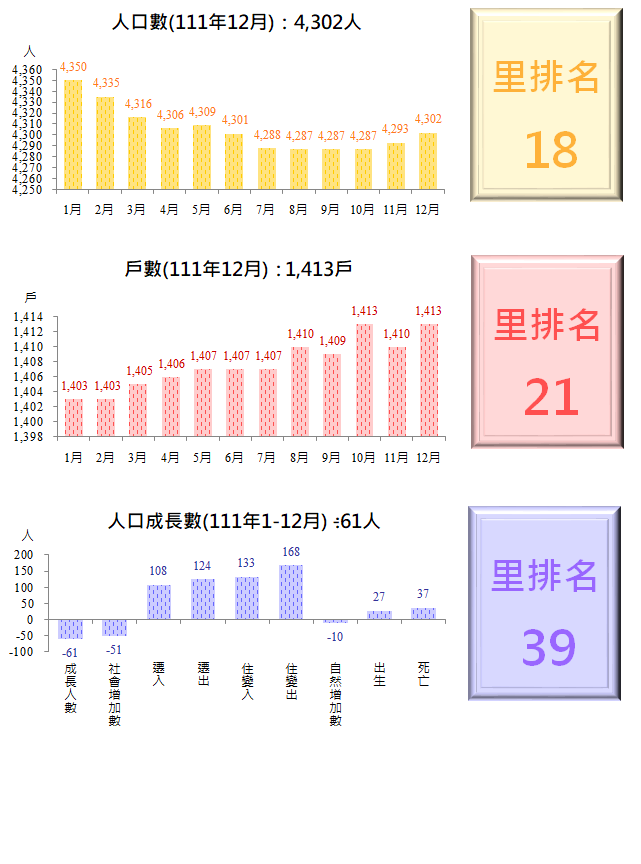 人口數(111年12月)：4,302人
人
4,360
4,350
4,340
4,330
4,320
4,310
4,300
4,290
4,280
4,270
4,260
4,250
4,350 4,335 4,316 4,306 4,309 4,301 4,288 4,287 4,287 4,287 4,293 4,302
1月 2月 3月 4月 5月 6月 7月 8月 9月 10月 11月 12月
里排名
18
戶數(111年12月)：1,413戶
戶
1,414
1,412
1,410
1,408
1,406
1,404
1,402
1,400
1,398
1,403 1,403 1,405 1,406 1,407 1,407 1,407 1,410 1,409 1,413 1,410 1,413
1月 2月 3月 4月 5月 6月 7月 8月 9月 10月 11月 12月
里排名
21
人口成長數(111年1-12月)：-61人
人
200
150
100
50
0
-50
-100
-61 -51 108 124 133 168 -10 27 37
成長人數
社會增加數
遷入
遷出
住變入
住變出
自然增加數
出生
死亡
里排名
39